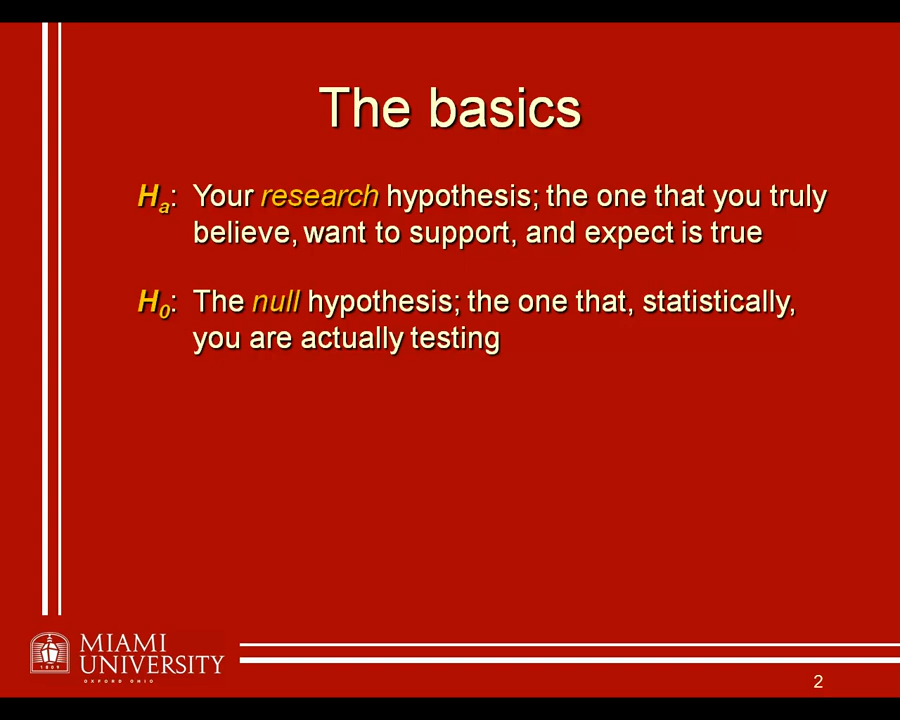 The basics
Ha: Your research hypothesis; the one that you truly
believe, want to support, and expect is true
H0: The null hypothesis; the one that, statistically,
you are actually testing
MIAMI
UNIVERSITY
OXFORD OHIO
1809
2